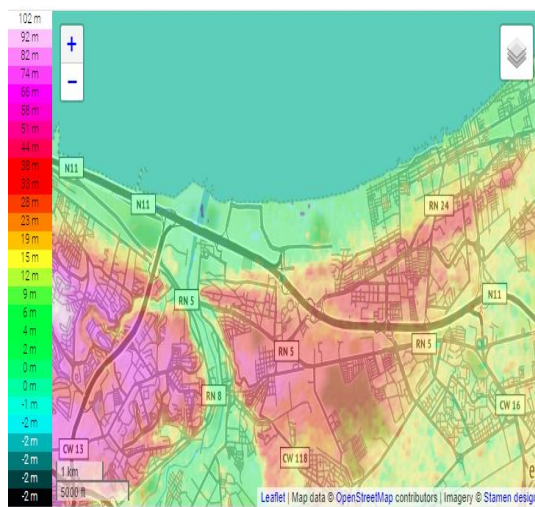 102 m
92 m
82 m
74 m
66 m
58 m
51 m
44 m
38 m
33 m
28 m
23 m
19 m
15 m
12 m
9 m
6 m
4 m
2 m
0 m
0 m
-1 m
-2 m
-2 m
-2 m
-2 m
+
−
N11
N11
RN 24
RN 5
N11
RN 5
RN 5
RN 8
CW 16
CW 13
CW 118
e
1 km
5000 ft
Leaflet | Map data © OpenStreetMap contributors | Imagery © Stamen design